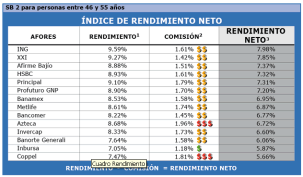 SB 2 para personas entre 46 y 55 años
ÍNDICE DE RENDIMIENTO NETO
AFORES RENDIMIENTO¹ COMISIÓN² RENDIMIENTO NETO³
ING 9.59% 1.61% $$ 7.98%
XXI 9.27% 1.42% $$ 7.85%
Afirme Bajío 8.88% 1.51% $$ 7.37%
HSBC 8.93% 1.61% $$ 7.32%
Principal 9.10% 1.79% $$ 7.31%
Profuturo GNP 8.90% 1.70% $$ 7.20%
Banamex 8.53% 1.58% $$ 6.95%
Metlife 8.61% 1.74% $$ 6.87%
Bancomer 8.22% 1.45% $$ 6.77%
Azteca 8.68% 1.96% $$$ 6.72%
Invercap 8.33% 1.73% $$ 6.60%
Banorte Generali 7.64% 1.58% $$ 6.06%
Inbursa 7.05% 1.18% $ 5.87%
Coppel 7.47% 1.81% $$$ 5.66%
Cuadro Rendimiento
RENDIM COMISIÓN = RENDIMIENTO NETO